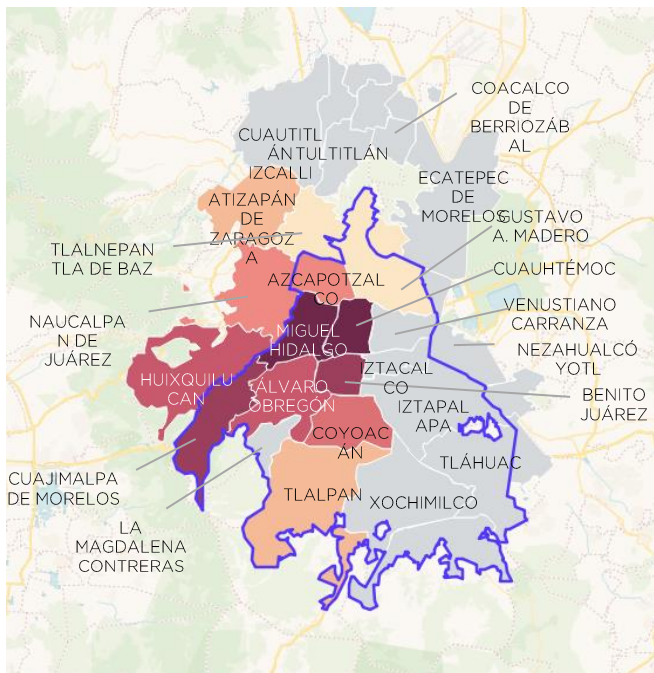 COACALCO
DE
BERRIOZÁB
AL
CUAUTITL
ÁN
IZCALLI
TULTITLÁN
ECATEPEC
DE
MORELOS
ATIZAPÁN
DE
ZARAGOZ
A
GUSTAVO
A. MADERO
TLALNEPAN
TLA DE BAZ
CUAUHTÉMOC
AZCAPOTZAL
CO
VENUSTIANO
CARRANZA
NAUCALPA
N DE
JUÁREZ
MIGUEL
HIDALGO
NEZAHUALCÓ
YOTL
HUIXQUILU
CAN
ÁLVARO
OBREGÓN
IZTACAL
CO
BENITO
JUÁREZ
IZTAPAL
APA
COYOAC
ÁN
TLÁHUAC
CUAJIMALPA
DE MORELOS
TLALPAN
XOCHIMILCO
LA
MAGDALENA
CONTRERAS